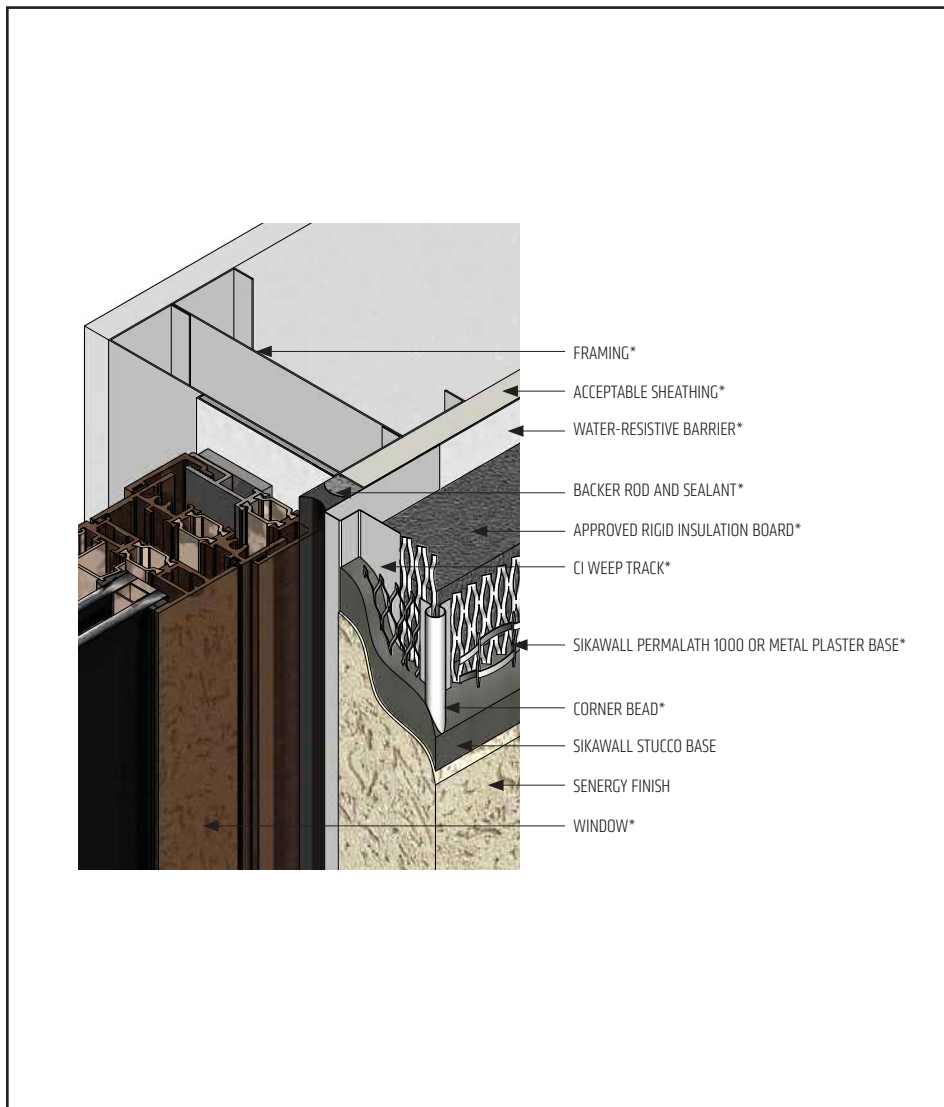 FRAMING*
ACCEPTABLE SHEATHING*
WATER-RESISTIVE BARRIER*
BACKER ROD AND SEALANT*
APPROVED RIGID INSULATION BOARD*
CI WEEP TRACK*
SIKAWALL PERMALATH 1000 OR METAL PLASTER BASE*
CORNER BEAD*
SIKAWALL STUCCO BASE
SENERGY FINISH
WINDOW*